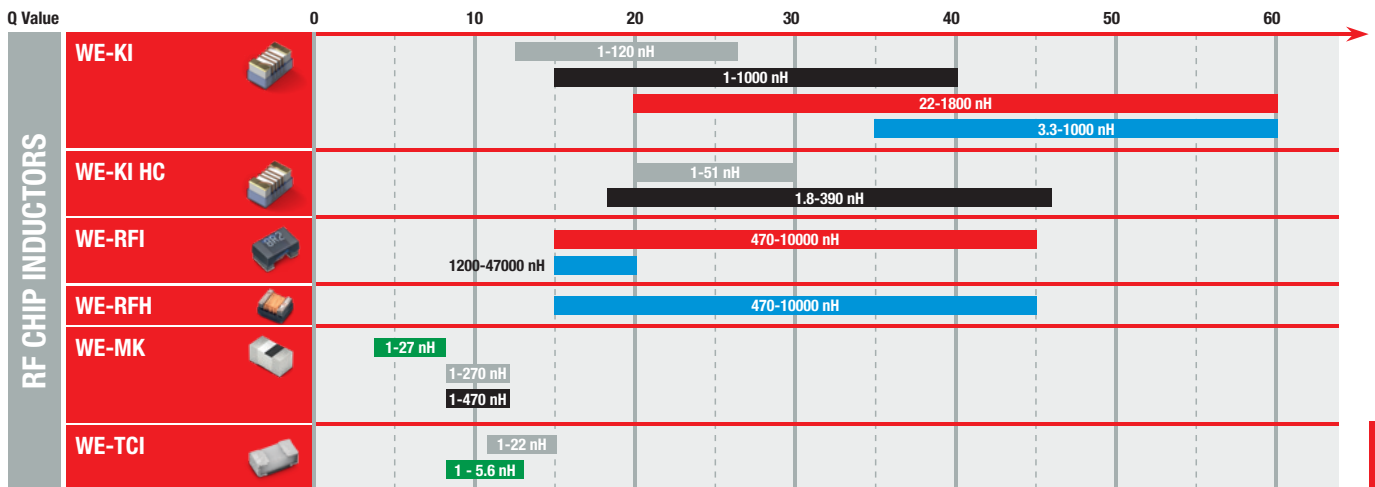 Q Value 0 10 20 30 40 50 60
RF CHIP INDUCTORS
WE-KI
1-120 nH
1-1000 nH
22-1800 nH
3.3-1000 nH
WE-KI HC
1-51 nH
1.8-390 nH
WE-RFI
BR2
470-10000 nH
1200-47000 nH
WE-RFH
470-10000 nH
WE-MK
1-27 nH
1-270 nH
1-470 nH
WE-TCI
1-22 nH
1 - 5.6 nH